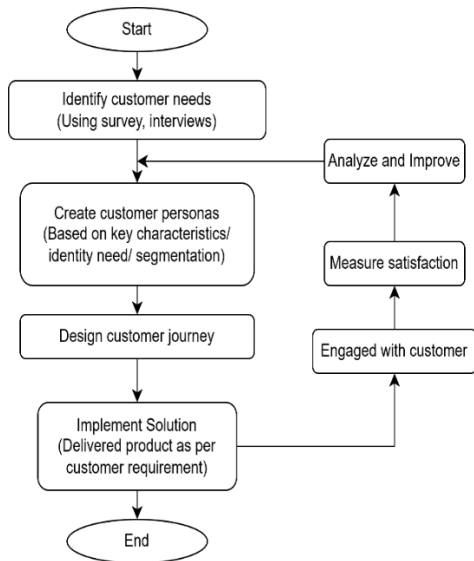 Start
Identify customer needs
(Using survey, interviews)
Analyze and Improve
Create customer personas
(Based on key characteristics/
identity need/ segmentation)
Measure satisfaction
Design customer journey
Engaged with customer
Implement Solution
(Delivered product as per
customer requirement)
End